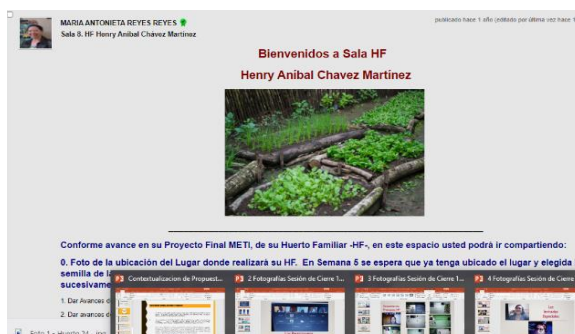 MARIA ANTONIETA REYES REYES
publicado hace 1 año (editado por última vez hace 1
Sala 8. HF Henry Anibal Chávez Martínez
Bienvenidos a Sala HF
Henry Anibal Chavez Martínez
Conforme avance en su Proyecto Final METI, de su Huerto Familiar -HF-, en este espacio usted podrá ir compartiendo:
0. Foto de la ubicación del Lugar donde realizará su HF. En Semana 5 se espera que ya tenga ubicado el lugar y elegida
semilla de la
sucesivame
Contextualizacion de Propuest...
2 Fotografías Sesión de Cierre 1...
3 Fotografías Sesión de Cierre 1...
4 Fotografías Sesión de Cierre 1...
1. Dar Avances d
2. Dar avances d